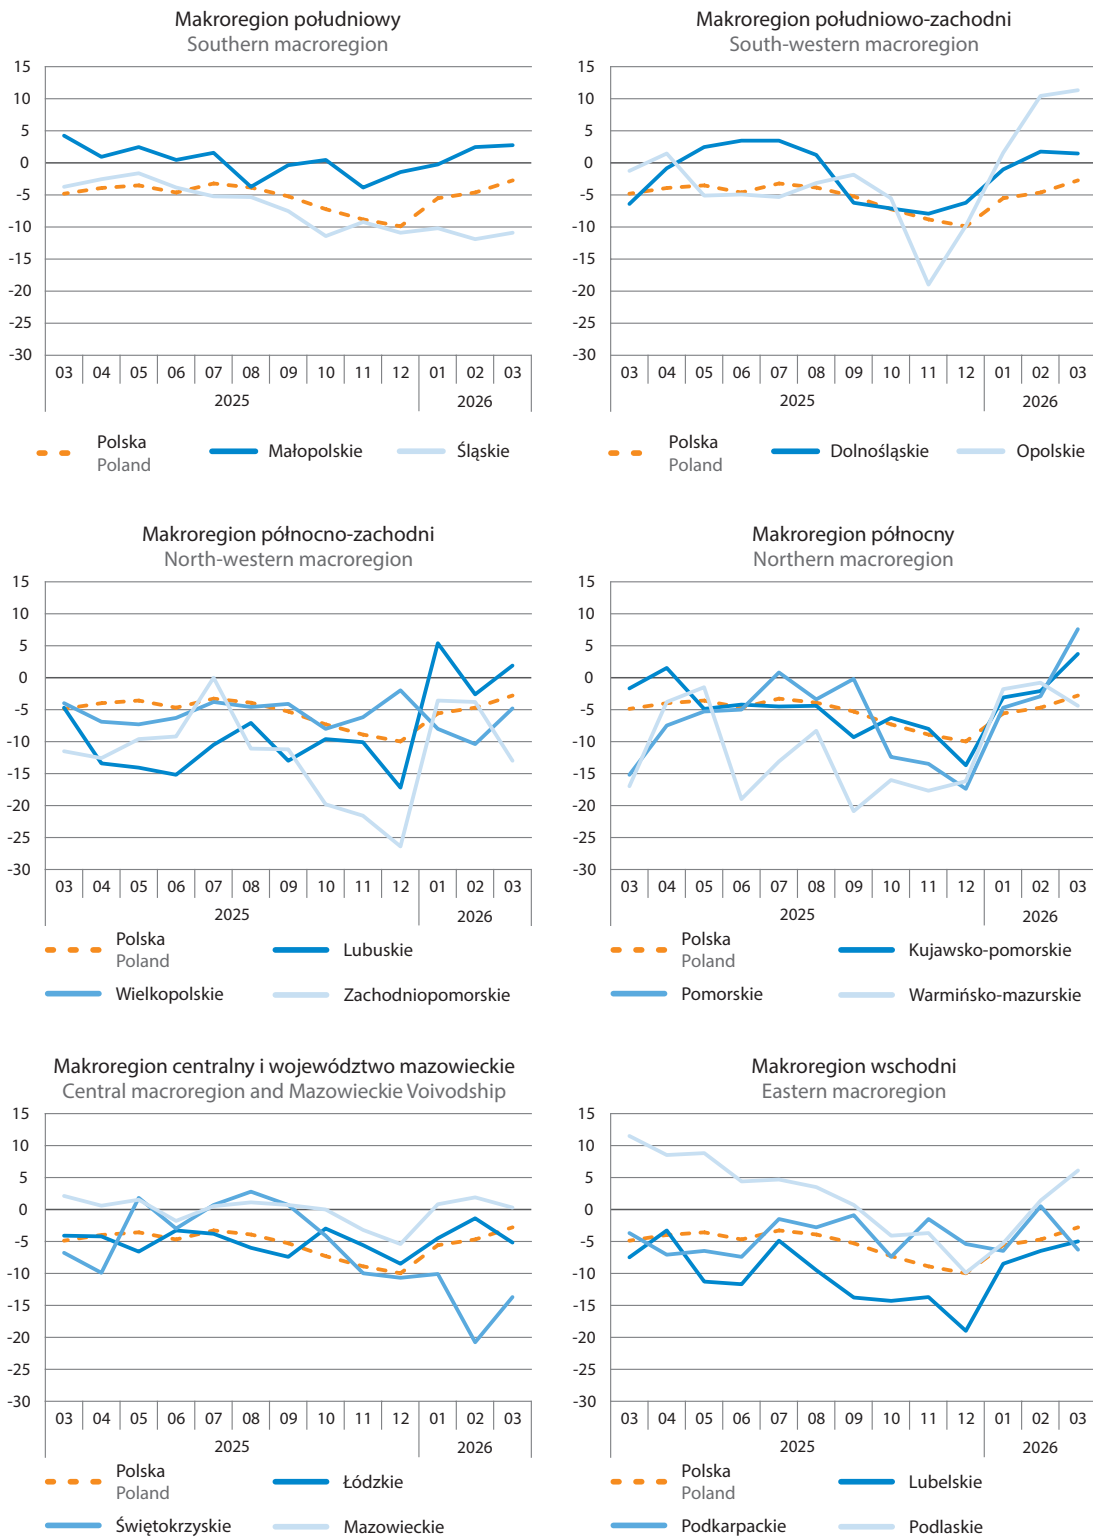 Makroregion południowy
Southern macroregion
15
10
5
0
-5
-10
-15
-20
-25
-30
03 04 05 06 07 08 09 10 11 12 01 02 03
2025 2026
Polska
Poland
Małopolskie
Śląskie
Makroregion południowo-zachodni
South-western macroregion
15
10
5
0
-5
-10
-15
-20
-25
-30
03 04 05 06 07 08 09 10 11 12 01 02 03
2025 2026
Polska
Poland
Dolnośląskie
Opolskie
Makroregion północno-zachodni
North-western macroregion
15
10
5
0
-5
-10
-15
-20
-25
-30
03 04 05 06 07 08 09 10 11 12 01 02 03
2025 2026
Polska
Poland
Lubuskie
Wielkopolskie
Zachodniopomorskie
Makroregion północny
Northern macroregion
15
10
5
0
-5
-10
-15
-20
-25
-30
03 04 05 06 07 08 09 10 11 12 01 02 03
2025 2026
Polska
Poland
Kujawsko-pomorskie
Pomorskie
Warmińsko-mazurskie
Makroregion centralny i województwo mazowieckie
Central macroregion and Mazowieckie Voivodship
15
10
5
0
-5
-10
-15
-20
-25
-30
03 04 05 06 07 08 09 10 11 12 01 02 03
2025 2026
Polska
Poland
Łódzkie
Świętokrzyskie
Mazowieckie
Makroregion wschodni
Eastern macroregion
15
10
5
0
-5
-10
-15
-20
-25
-30
03 04 05 06 07 08 09 10 11 12 01 02 03
2025 2026
Polska
Poland
Lubelskie
Podkarpackie
Podlaskie